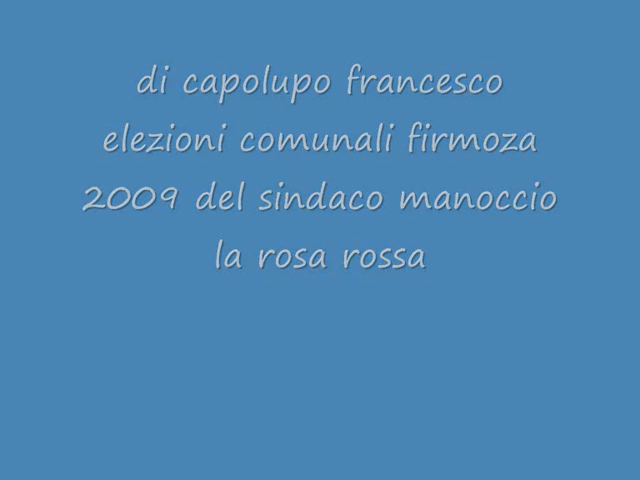 di capolupo francesco
elezioni comunali firmoza
2009 del sindaco manoccio
la rosa rossa